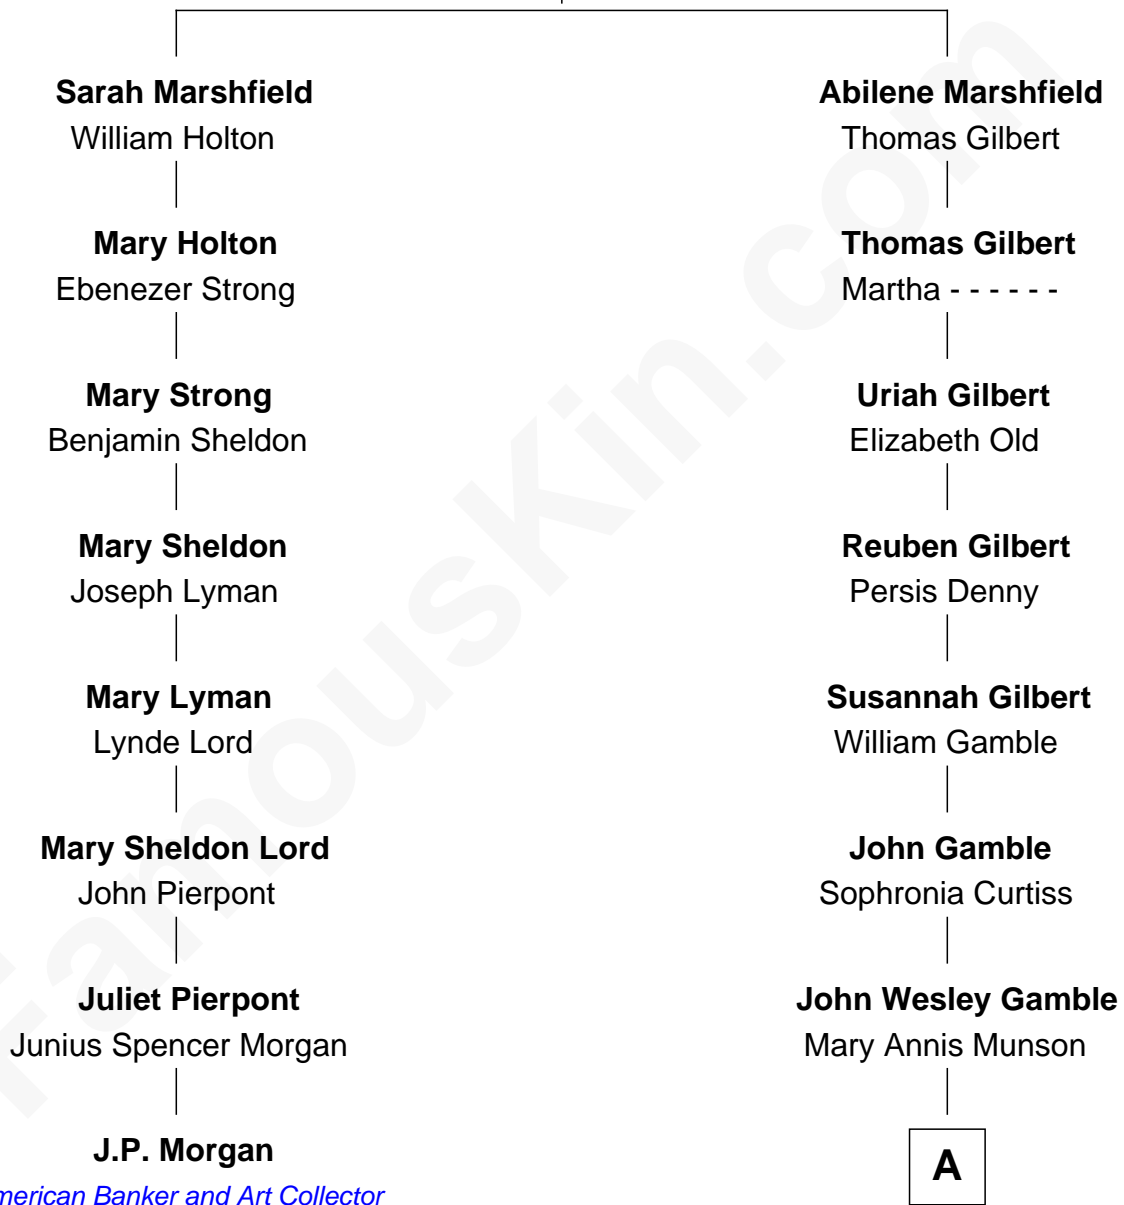 Sarah Marshfield
William Holton
Abilene Marshfield
Thomas Gilbert
Mary Holton
Ebenezer Strong
Thomas Gilbert
Martha - - - - - -
Mary Strong
Benjamin Sheldon
Uriah Gilbert
Elizabeth Old
Mary Sheldon
Joseph Lyman
Reuben Gilbert
Persis Denny
Mary Lyman
Lynde Lord
Susannah Gilbert
William Gamble
Mary Sheldon Lord
John Pierpont
John Gamble
Sophronia Curtiss
Juliet Pierpont
Junius Spencer Morgan
John Wesley Gamble
Mary Annis Munson
J.P. Morgan
merican Banker and Art Collector
A
FamousKin.com